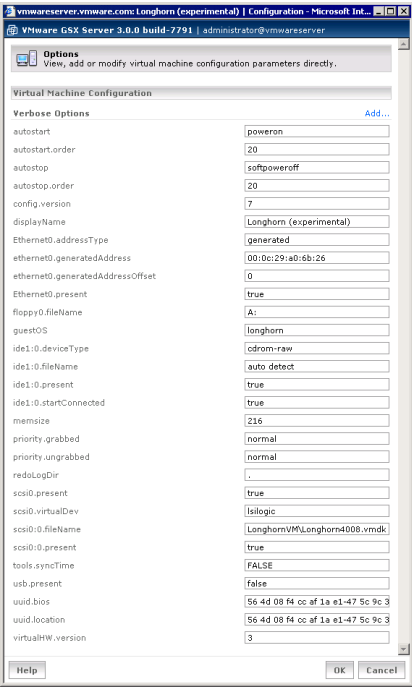 vmwareserver.vmware.com: Longhorn (experimental) | Configuration - Microsoft Int...
VMware GSX Server 3.0.0 build-7791 | administrator@vmwareserver
Options
View, add or modify virtual machine configuration parameters directly.
Virtual Machine Configuration
Verbose Options Add...
autostart poweron
autostart.order 20
autostop softpoweroff
autostop.order 20
config.version 7
displayName Longhorn (experimental)
Ethernet0.addressType generated
ethernet0.generatedAddress 00:0c:29:a0:6b:26
ethernet0.generatedAddressOffset 0
Ethernet0.present true
floppy0.fileName A:
guestOS longhorn
ide1:0.deviceType cdrom-raw
ide1:0.fileName auto detect
ide1:0.present true
ide1:0.startConnected true
memsize 216
priority.grabbed normal
priority.ungrabbed normal
redoLogDir .
scsi0.present true
scsi0.virtualDev lsilogic
scsi0:0.fileName LonghornVM\Longhorn4008.vmdk
scsi0:0.present true
tools.syncTime FALSE
usb.present false
uuid.bios 56 4d 08 f4 cc af 1a e1-47 5c 9c 3
uuid.location 56 4d 08 f4 cc af 1a e1-47 5c 9c 3
virtualHW.version 3
Help OK Cancel